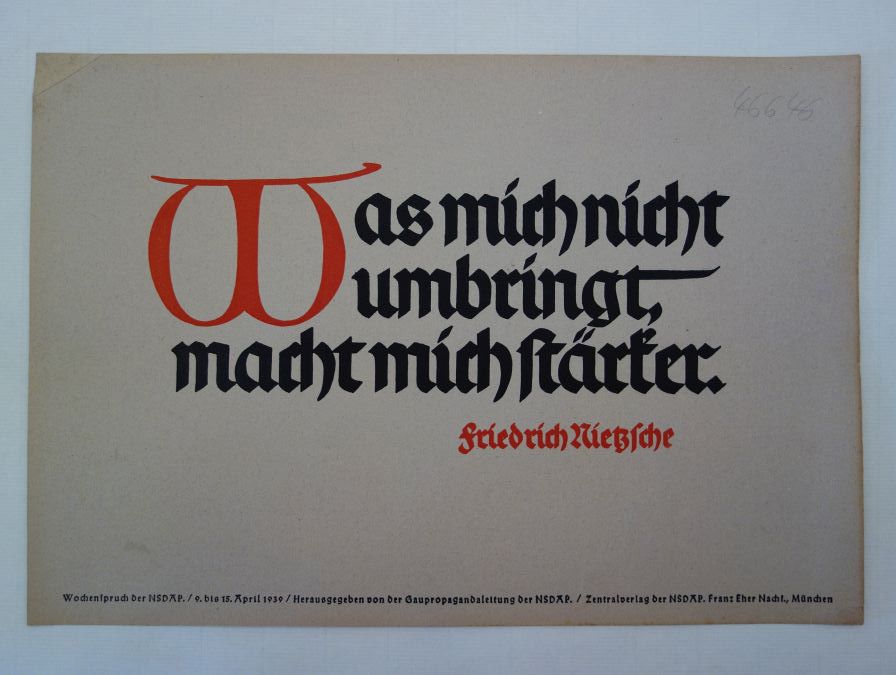 46646
Was mich nicht
umbringt,
macht mich ſtärker.
Friedrich Nietzſche
Wochenſpruch der NSDAP. / 9. bis 15. April 1939 / Herausgegeben von der Gaupropagandaleitung der NSDAP. / Zentralverlag der NSDAP. Franz Eher Nachf., München